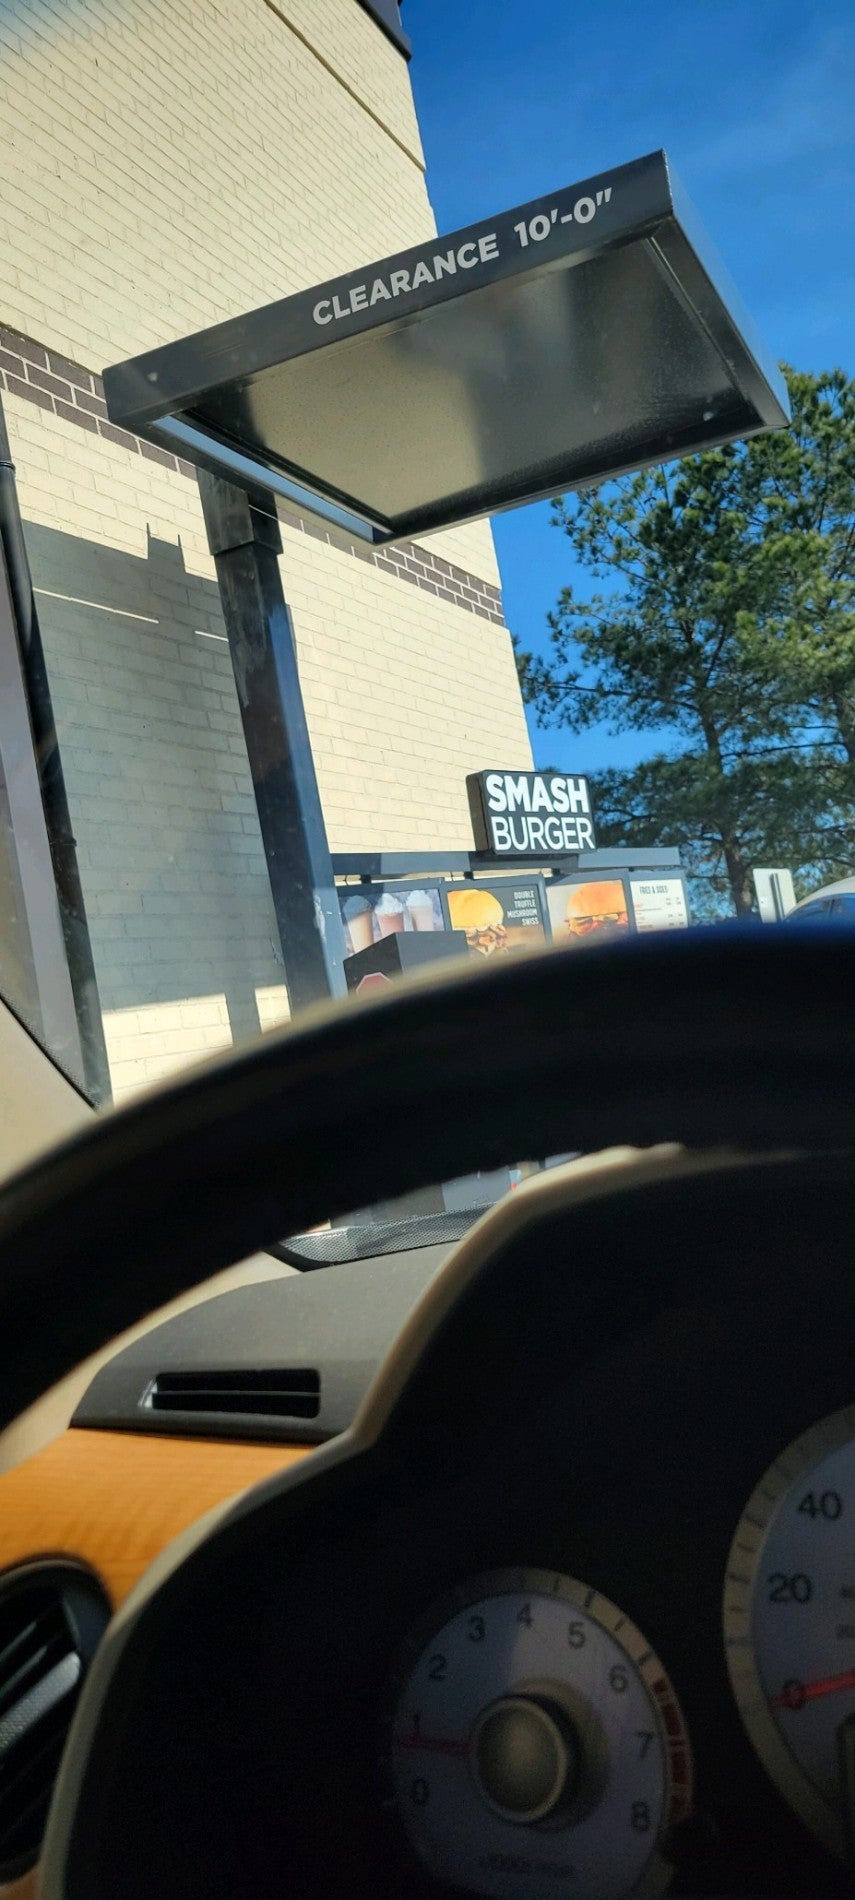 CLEARANCE 10'-0"
SMASH
BURGER
DOUBLE
TRUFFLE
MUSHROOM
SWISS
FRIES & SIDES
40
20
0
0
1
2
3
4
5
6
7
8